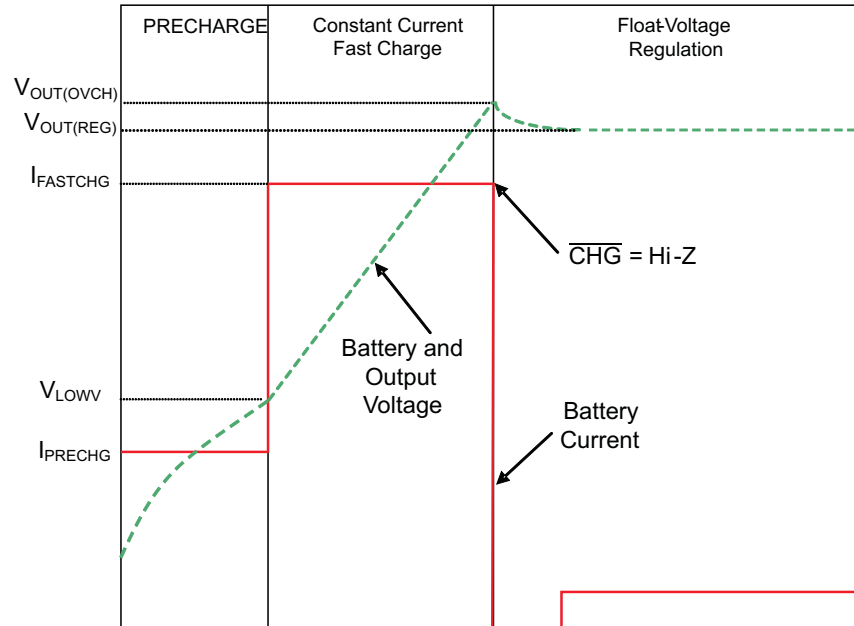 PRECHARGE
Constant Current
Fast Charge
Float-Voltage
Regulation
VOUT(OVCH)
VOUT(REG)
IFASTCHG
CHG = Hi-Z
Battery and
Output
Voltage
VLOWV
Battery
Current
IPRECHG